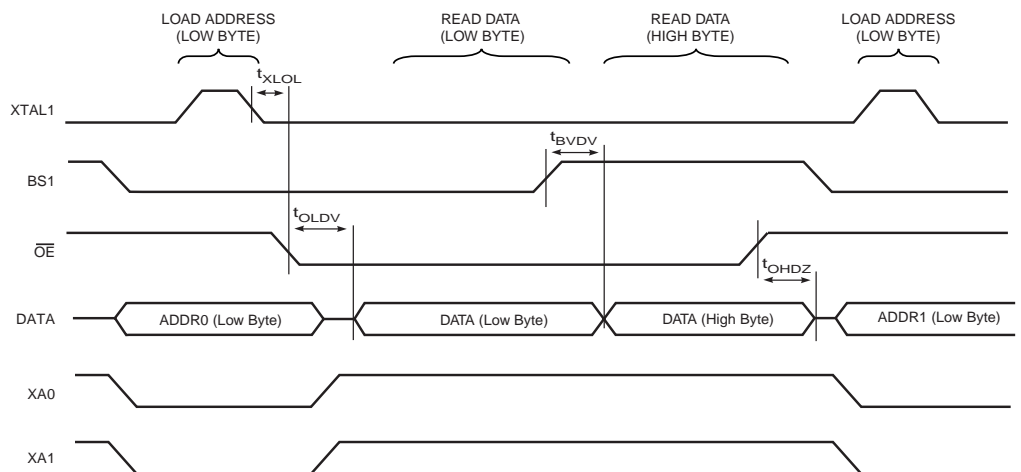 LOAD ADDRESS
(LOW BYTE)
READ DATA
(LOW BYTE)
READ DATA
(HIGH BYTE)
LOAD ADDRESS
(LOW BYTE)
tXLOL
XTAL1
tBVDV
BS1
tOLDV
OE
tOHDZ
DATA
ADDR0 (Low Byte)
DATA (Low Byte)
DATA (High Byte)
ADDR1 (Low Byte)
XA0
XA1